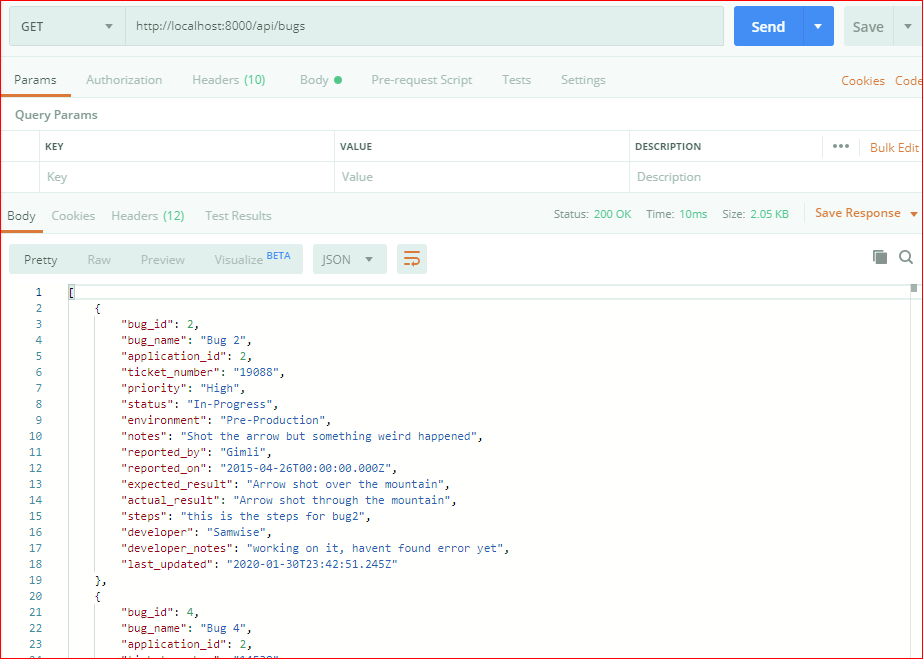 GET http://localhost:8000/api/bugs Send Save
Params Authorization Headers (10) Body Pre-request Script Tests Settings Cookies Code
Query Params
KEY VALUE DESCRIPTION ••• Bulk Edit
Key Value Description
Body Cookies Headers (12) Test Results Status: 200 OK Time: 10ms Size: 2.05 KB Save Response
Pretty Raw Preview Visualize BETA JSON
1 [
2 {
3 "bug_id": 2,
4 "bug_name": "Bug 2",
5 "application_id": 2,
6 "ticket_number": "19088",
7 "priority": "High",
8 "status": "In-Progress",
9 "environment": "Pre-Production",
10 "notes": "Shot the arrow but something weird happened",
11 "reported_by": "Gimli",
12 "reported_on": "2015-04-26T00:00:00.000Z",
13 "expected_result": "Arrow shot over the mountain",
14 "actual_result": "Arrow shot through the mountain",
15 "steps": "this is the steps for bug2",
16 "developer": "Samwise",
17 "developer_notes": "working on it, havent found error yet",
18 "last_updated": "2020-01-30T23:42:51.245Z"
19 },
20 {
21 "bug_id": 4,
22 "bug_name": "Bug 4",
23 "application_id": 2,